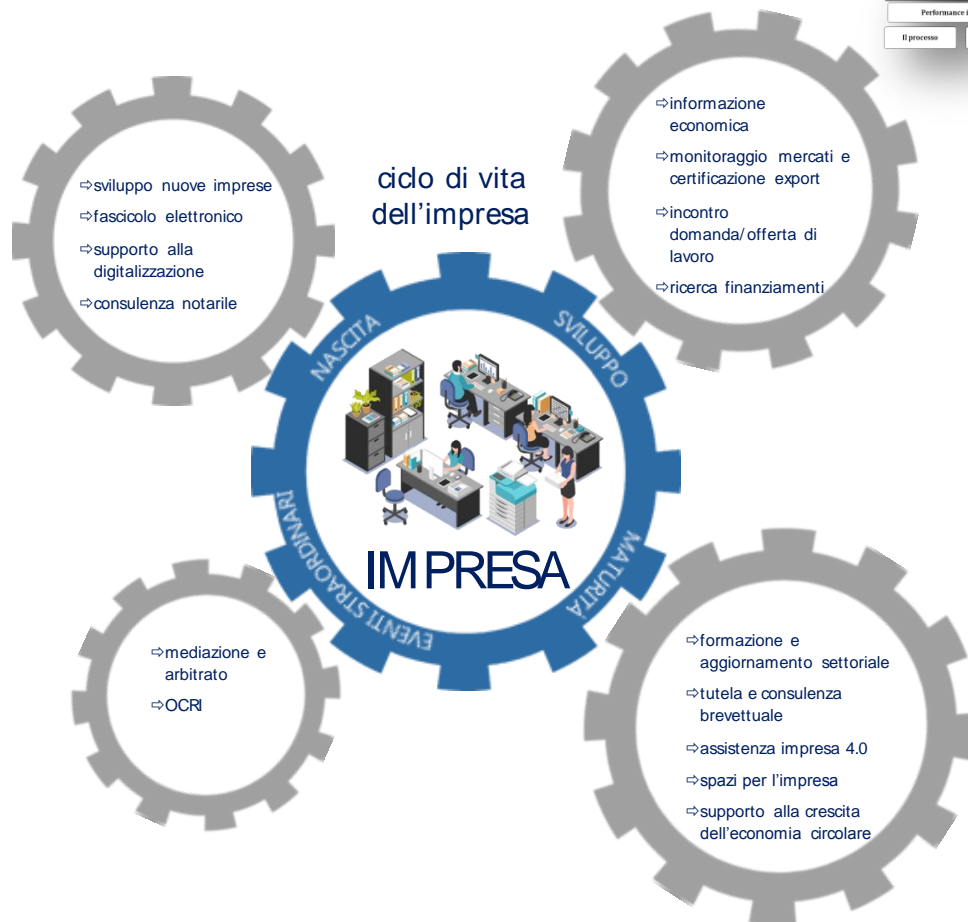 Performance i
Il processo
⇨informazione
economica
⇨monitoraggio mercati e
certificazione export
⇨incontro
domanda/offerta di
lavoro
⇨ricerca finanziamenti
ciclo di vita
dell'impresa
⇨sviluppo nuove imprese
⇨fascicolo elettronico
⇨supporto alla
digitalizzazione
⇨consulenza notarile
NASCITA
SVILUPPO
MATURITÀ
EVENTI STRAORDINARI
IMPRESA
⇨mediazione e
arbitrato
⇨OCRI
⇨formazione e
aggiornamento settoriale
⇨tutela e consulenza
brevettuale
⇨assistenza impresa 4.0
⇨spazi per l'impresa
⇨supporto alla crescita
dell'economia circolare